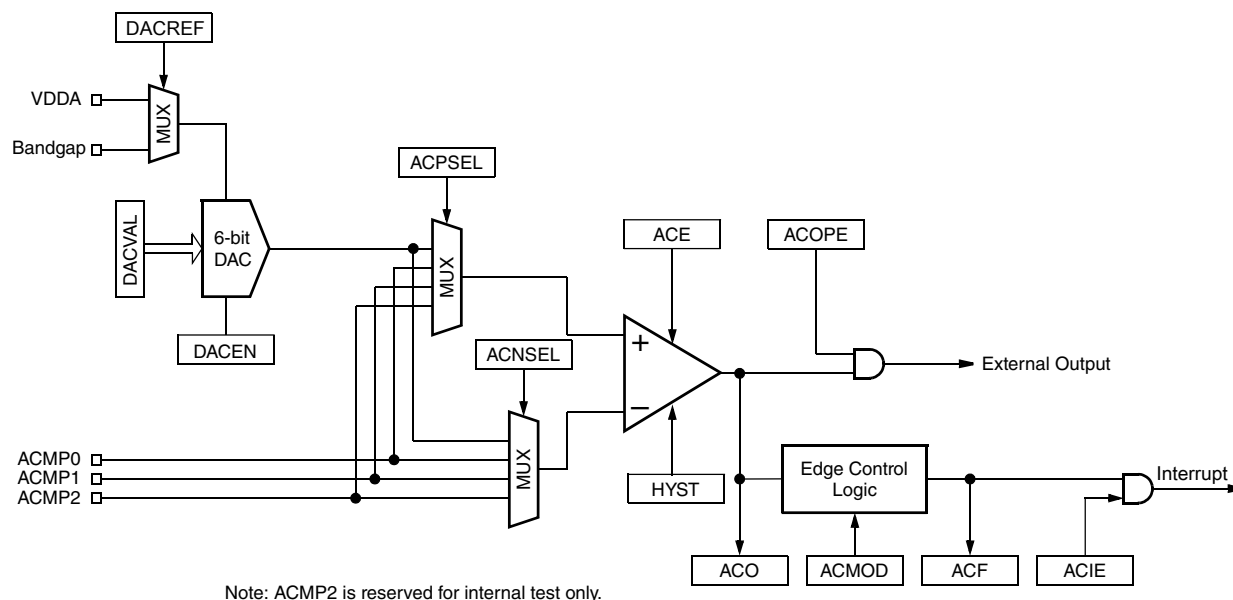 DACREF
VDDA
MUX
Bandgap
ACPSEL
DACVAL
6-bit
DAC
MUX
ACE
ACOPE
DACEN
ACNSEL
+
−
External Output
ACMP0
ACMP1
ACMP2
MUX
HYST
Edge Control
Logic
Interrupt
ACO
ACMOD
ACF
ACIE
Note: ACMP2 is reserved for internal test only.